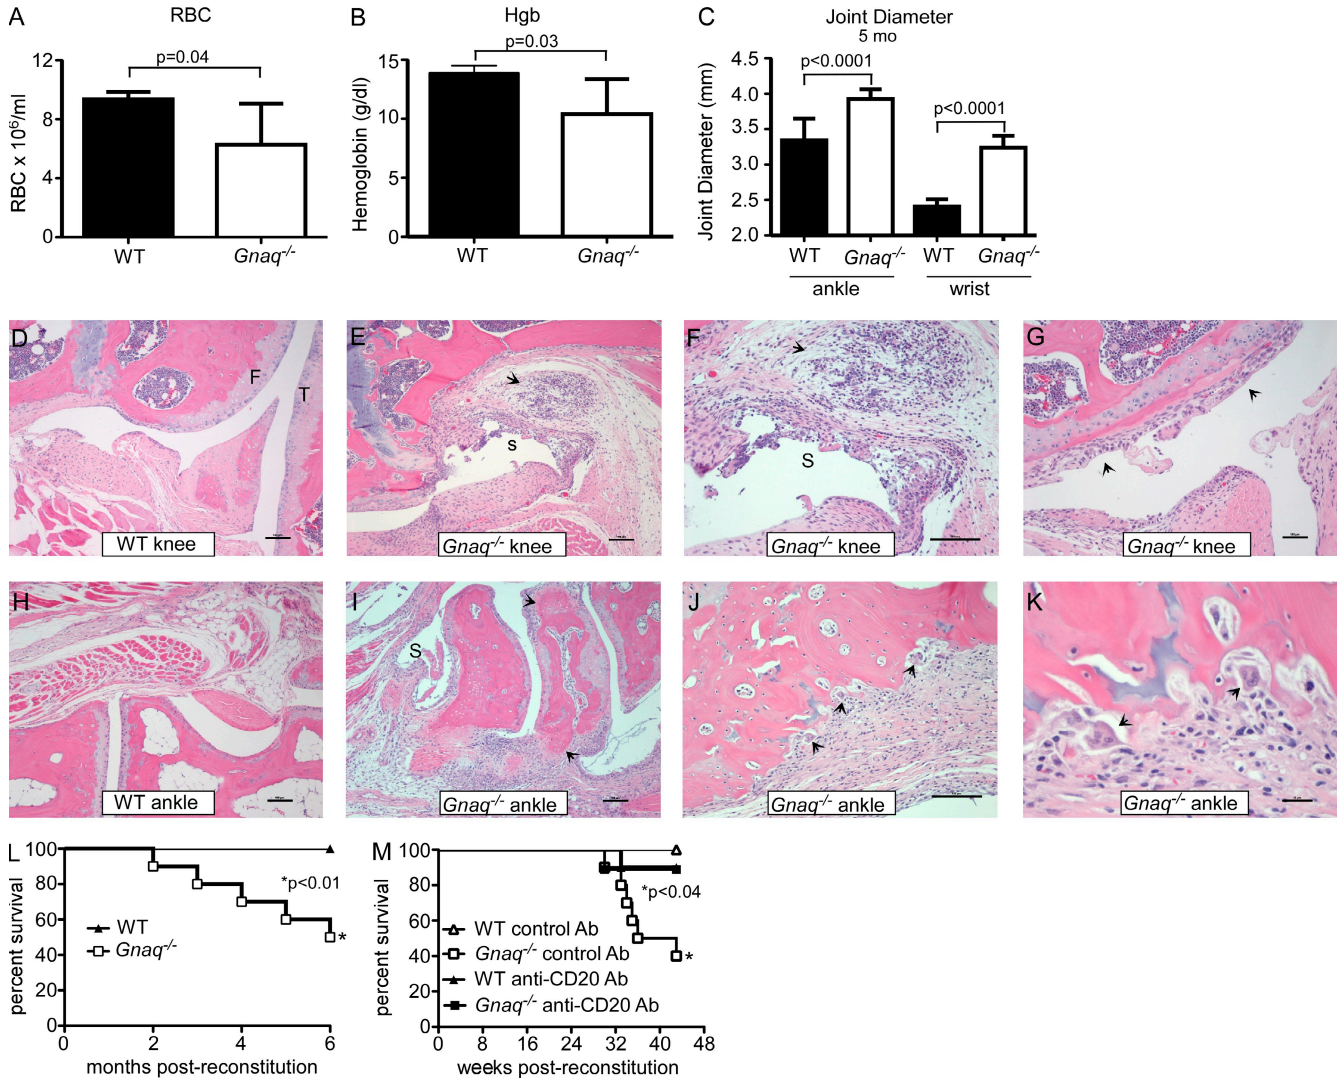 A
RBC
RBC x 10⁶/ml
12
8
4
0
p=0.04
WT
Gnaq⁻/⁻
B
Hgb
Hemoglobin (g/dl)
15
10
5
0
p=0.03
WT
Gnaq⁻/⁻
C
Joint Diameter
5 mo
Joint Diameter (mm)
4.5
4.0
3.5
3.0
2.5
2.0
p<0.0001
p<0.0001
WT
Gnaq⁻/⁻
WT
Gnaq⁻/⁻
ankle
wrist
D
F
T
WT knee
E
s
Gnaq⁻/⁻ knee
F
S
Gnaq⁻/⁻ knee
G
Gnaq⁻/⁻ knee
H
WT ankle
I
S
Gnaq⁻/⁻ ankle
J
Gnaq⁻/⁻ ankle
K
Gnaq⁻/⁻ ankle
L
percent survival
100
80
60
40
20
0
*p<0.01
WT
Gnaq⁻/⁻
*
0
2
4
6
months post-reconstitution
M
percent survival
100
80
60
40
20
0
*p<0.04
WT control Ab
Gnaq⁻/⁻ control Ab
WT anti-CD20 Ab
Gnaq⁻/⁻ anti-CD20 Ab
*
0
8
16
24
32
40
48
weeks post-reconstitution